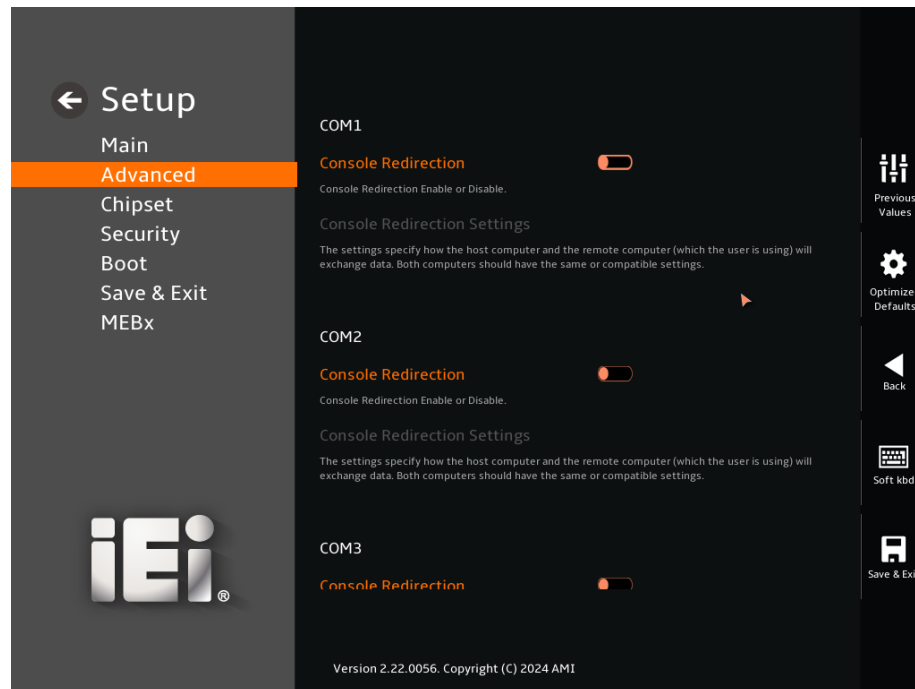 Setup
Main
Advanced
Chipset
Security
Boot
Save & Exit
MEBx
iEi®
COM1
Console Redirection
Console Redirection Enable or Disable.
Console Redirection Settings
The settings specify how the host computer and the remote computer (which the user is using) will
exchange data. Both computers should have the same or compatible settings.
COM2
Console Redirection
Console Redirection Enable or Disable.
Console Redirection Settings
The settings specify how the host computer and the remote computer (which the user is using) will
exchange data. Both computers should have the same or compatible settings.
COM3
Console Redirection
Version 2.22.0056. Copyright (C) 2024 AMI
Previous
Values
Optimize
Defaults
Back
Soft kbd
Save & Exi